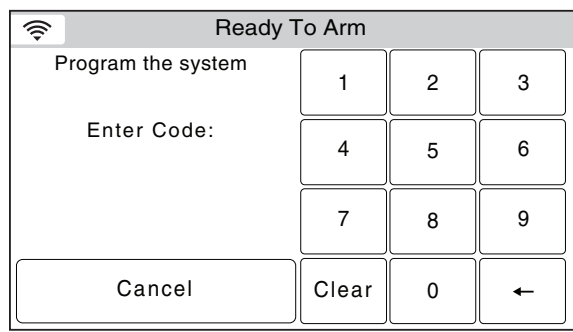 Ready To Arm
Program the system
Enter Code:
1 2 3
4 5 6
7 8 9
Cancel Clear 0 ←